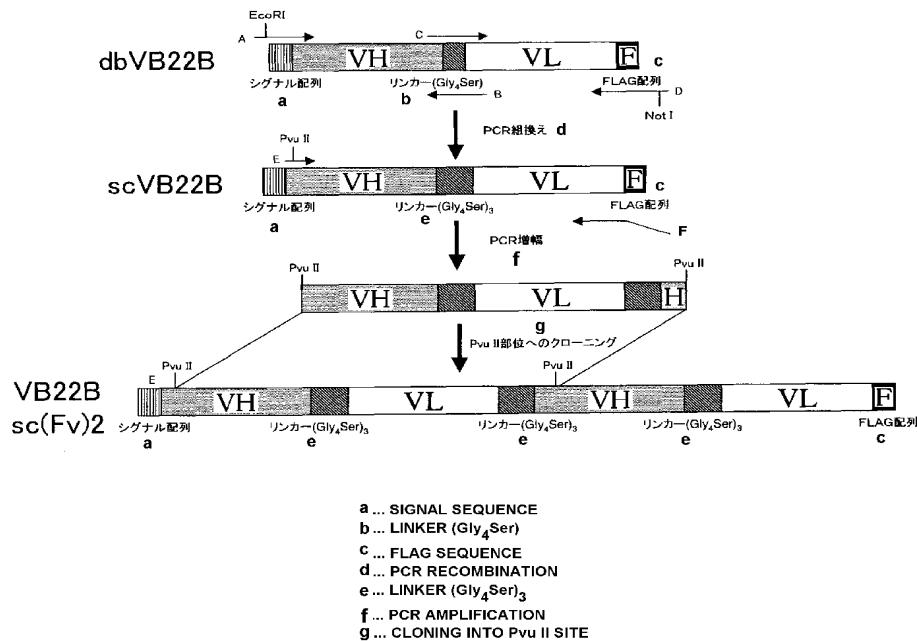 EcoRI
A
C
dbVB22B
VH
VL
F
c
シグナル配列
リンカー(Gly4Ser)
FLAG配列
a
b
B
D
Not I
PCR組換え d
Pvu II
E
scVB22B
VH
VL
F
c
シグナル配列
リンカー(Gly4Ser)3
FLAG配列
a
e
F
PCR増幅
f
Pvu II
Pvu II
VH
VL
H
g
Pvu II部位へのクローニング
Pvu II
Pvu II
E
VB22B
sc(Fv)2
VH
VL
VH
VL
F
シグナル配列
リンカー(Gly4Ser)3
リンカー(Gly4Ser)3
リンカー(Gly4Ser)3
FLAG配列
a
e
e
e
c
a ... SIGNAL SEQUENCE
b ... LINKER (Gly4Ser)
c ... FLAG SEQUENCE
d ... PCR RECOMBINATION
e ... LINKER (Gly4Ser)3
f ... PCR AMPLIFICATION
g ... CLONING INTO Pvu II SITE